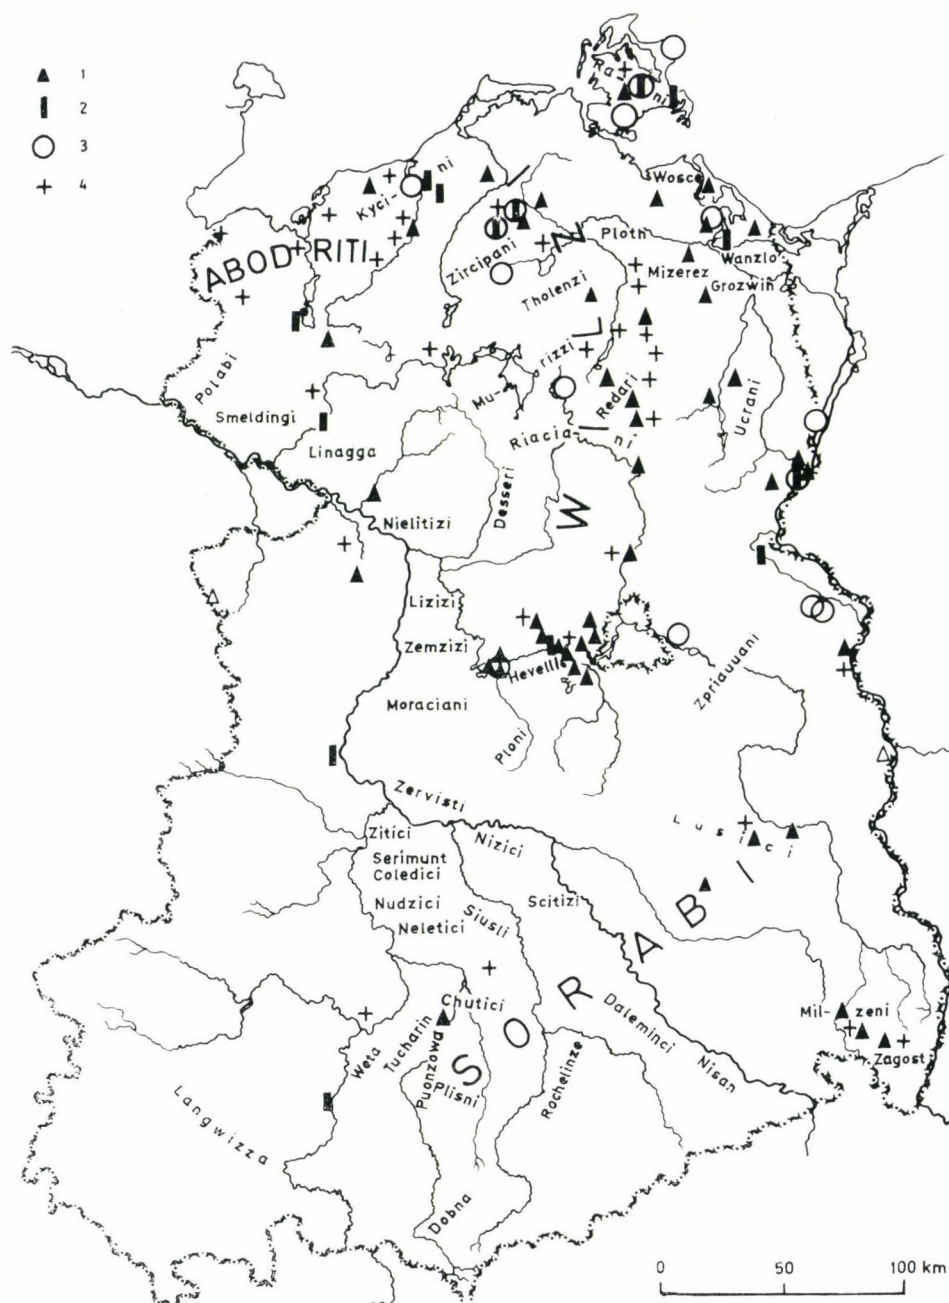 1
2
3
4
Ra-
ni
Kyci-
ni
Wosce
ABOD RITI
Zircipani
Ploth
Wanzlo
Mizerez
Grozwin
Tholenzi
WILZI
Polabi
Mu-
rizzi
Redari
Ucrani
Smeldingi
Linagga
Riacia-
ni
Desseri
Nielitizi
Lizizi
Zemzizi
Hevelli
Zpriauuani
Moraciani
Ploni
Zervisti
Lusici
Zitici
Nizici
Serimunt
Coledici
Nudzici
Siusli
Scitizi
Neletici
SORABI
Chutici
Daleminci
Mil-
zeni
Tucharin
Weta
Puonzowa
Plisni
Rochelinze
Nisan
Zagost
Langwizza
Dobna
0 50 100 km